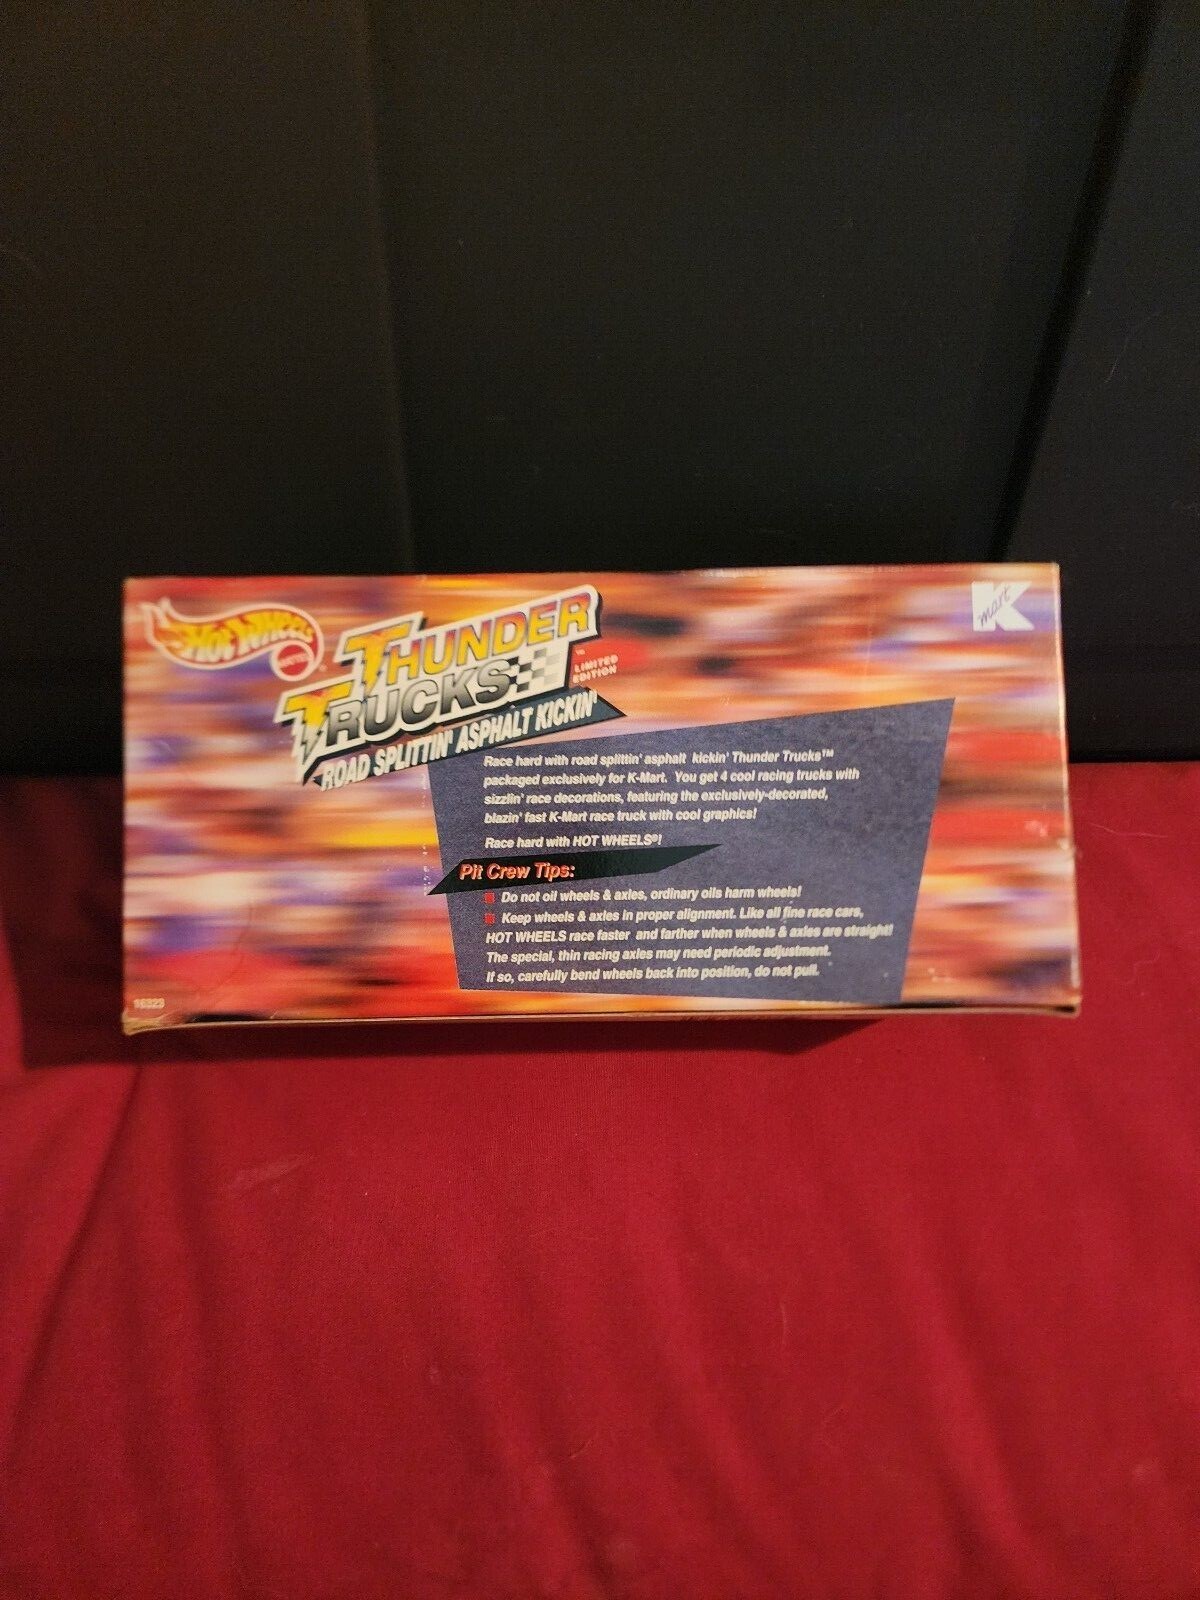 HOT WHEELS
MATTEL
THUNDER
TRUCKS™
LIMITED
EDITION
ROAD SPLITTIN' ASPHALT KICKIN'
K
mart
Race hard with road splittin' asphalt kickin' Thunder Trucks™
packaged exclusively for K-Mart. You get 4 cool racing trucks with
sizzlin' race decorations, featuring the exclusively-decorated,
blazin' fast K-Mart race truck with cool graphics!
Race hard with HOT WHEELS®!
Pit Crew Tips:
Do not oil wheels & axles, ordinary oils harm wheels!
Keep wheels & axles in proper alignment. Like all fine race cars,
HOT WHEELS race faster and farther when wheels & axles are straight!
The special, thin racing axles may need periodic adjustment.
If so, carefully bend wheels back into position, do not pull.
16323